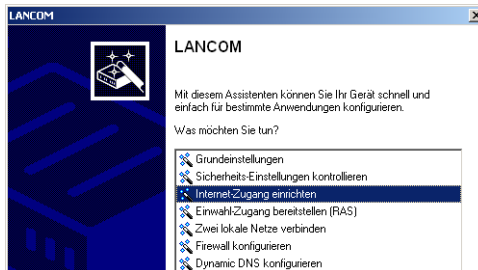 LANCOM
LANCOM
Mit diesem Assistenten können Sie Ihr Gerät schnell und
einfach für bestimmte Anwendungen konfigurieren.
Was möchten Sie tun?
Grundeinstellungen
Sicherheits-Einstellungen kontrollieren
Internet-Zugang einrichten
Einwahl-Zugang bereitstellen (RAS)
Zwei lokale Netze verbinden
Firewall konfigurieren
Dynamic DNS konfigurieren